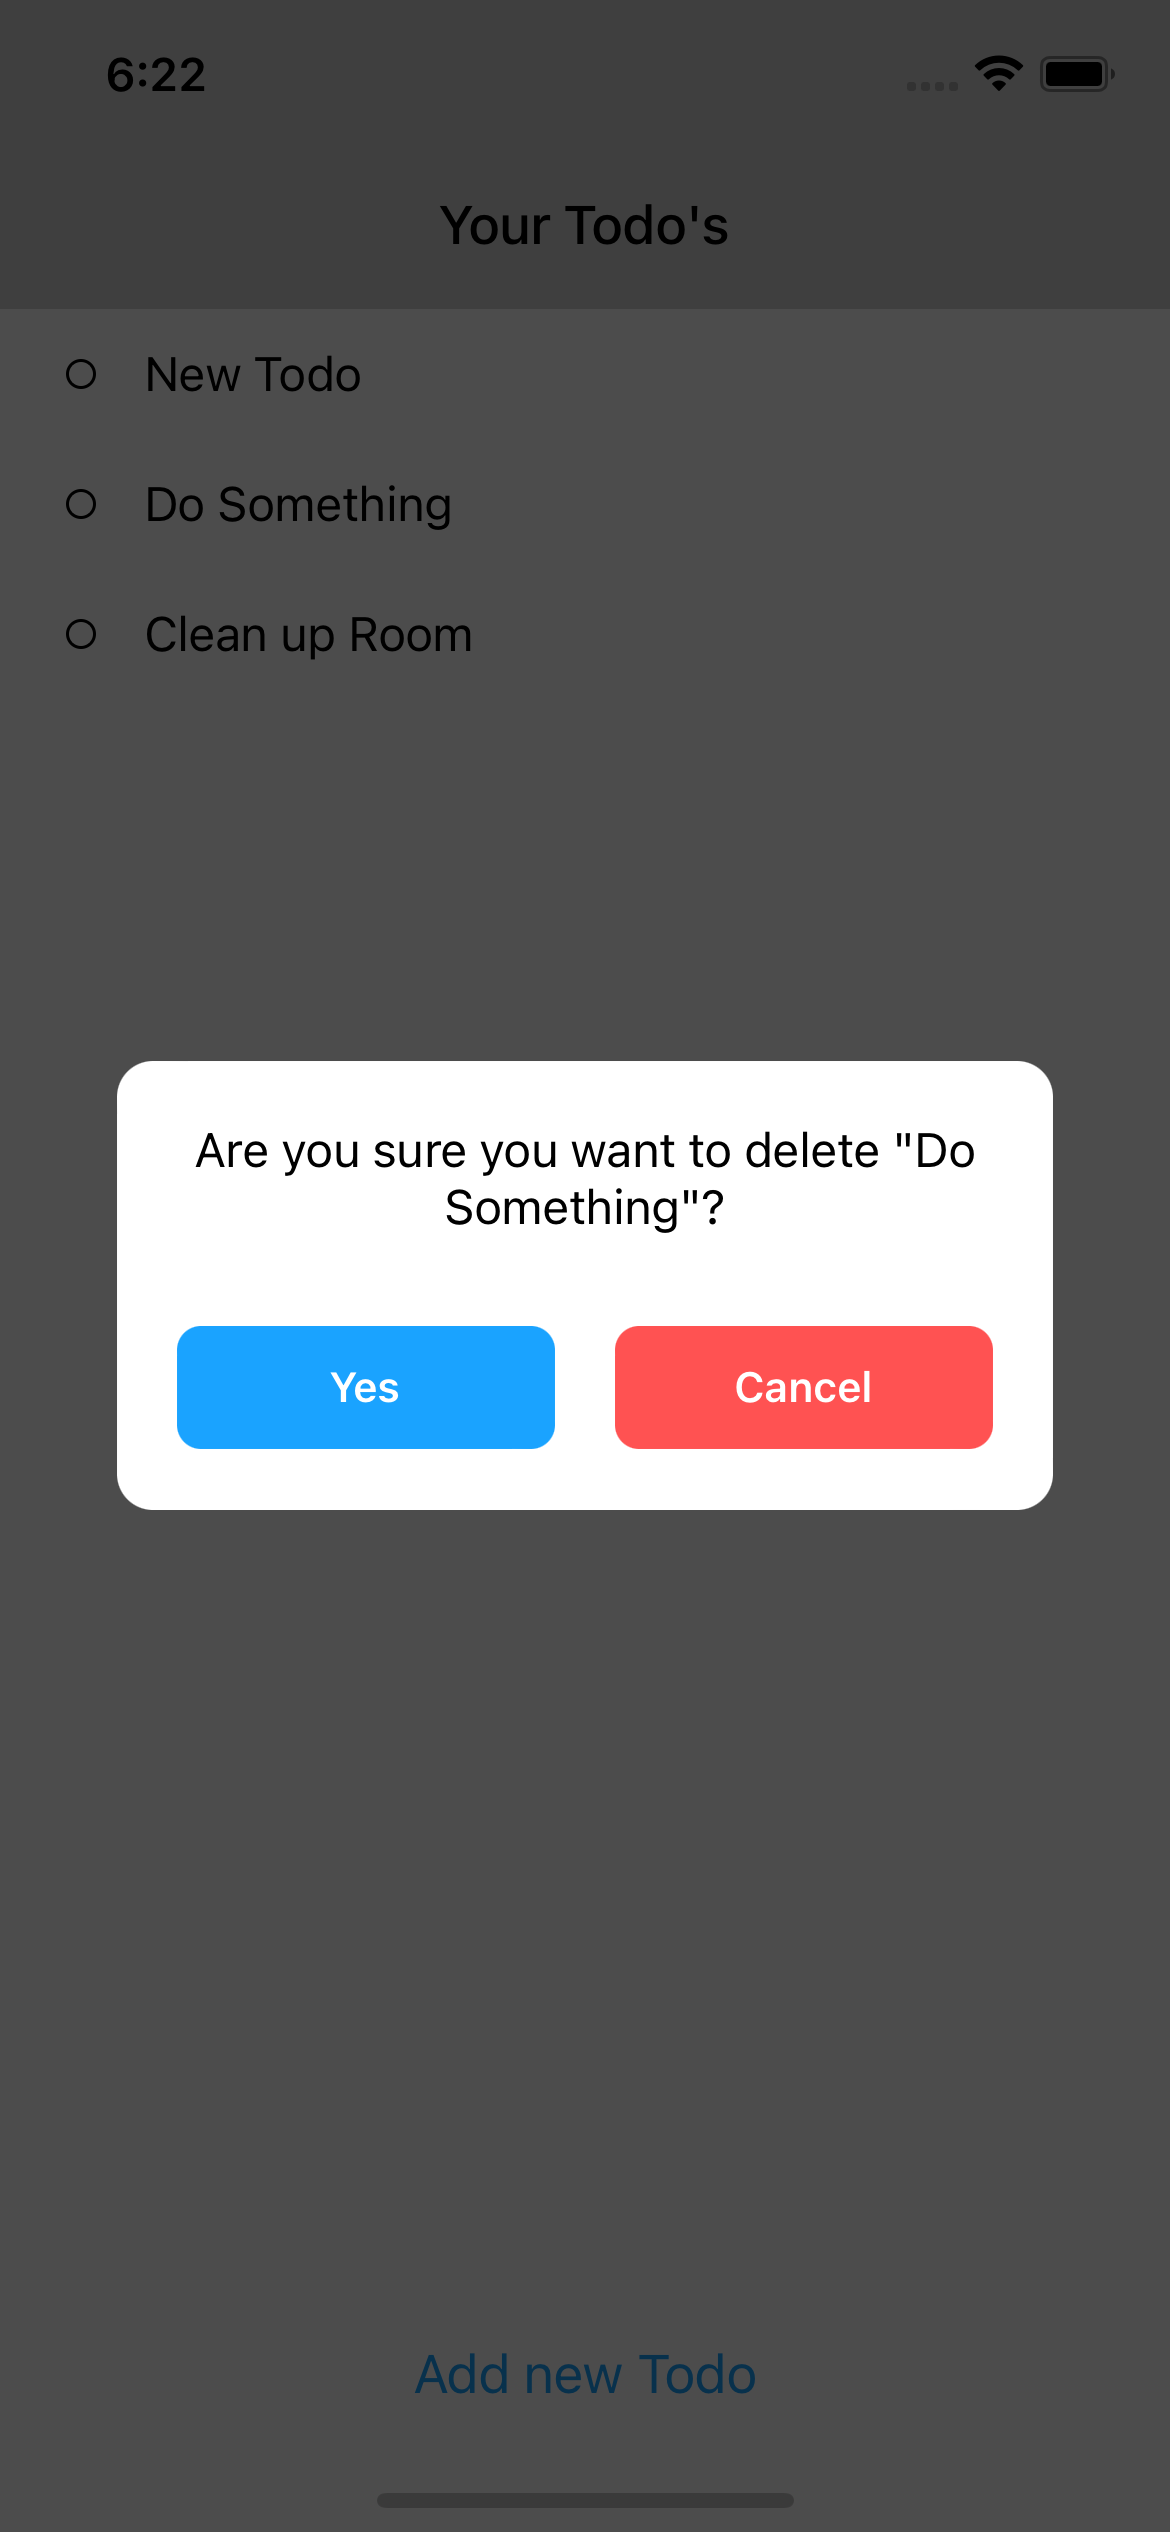 6:22
Your Todo's
New Todo
Do Something
Clean up Room
Are you sure you want to delete "Do
Something"?
Yes
Cancel
Add new Todo